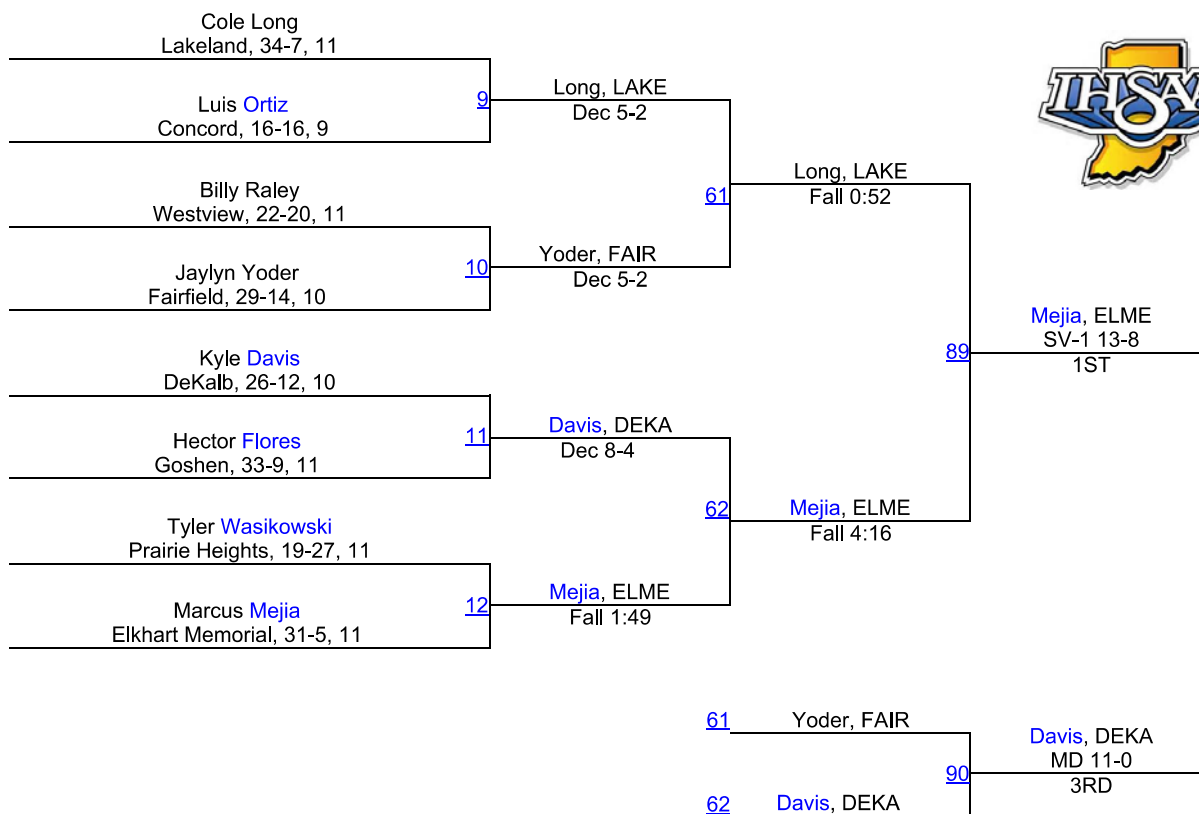 Cole Long
Lakeland, 34-7, 11
Luis Ortiz
Concord, 16-16, 9
9
Long, LAKE
Dec 5-2
Billy Raley
Westview, 22-20, 11
Jaylyn Yoder
Fairfield, 29-14, 10
10
Yoder, FAIR
Dec 5-2
61
Long, LAKE
Fall 0:52
Kyle Davis
DeKalb, 26-12, 10
Hector Flores
Goshen, 33-9, 11
11
Davis, DEKA
Dec 8-4
Tyler Wasikowski
Prairie Heights, 19-27, 11
Marcus Mejia
Elkhart Memorial, 31-5, 11
12
Mejia, ELME
Fall 1:49
62
Mejia, ELME
Fall 4:16
89
Mejia, ELME
SV-1 13-8
1ST
IHSAA
61
Yoder, FAIR
62
Davis, DEKA
90
Davis, DEKA
MD 11-0
3RD